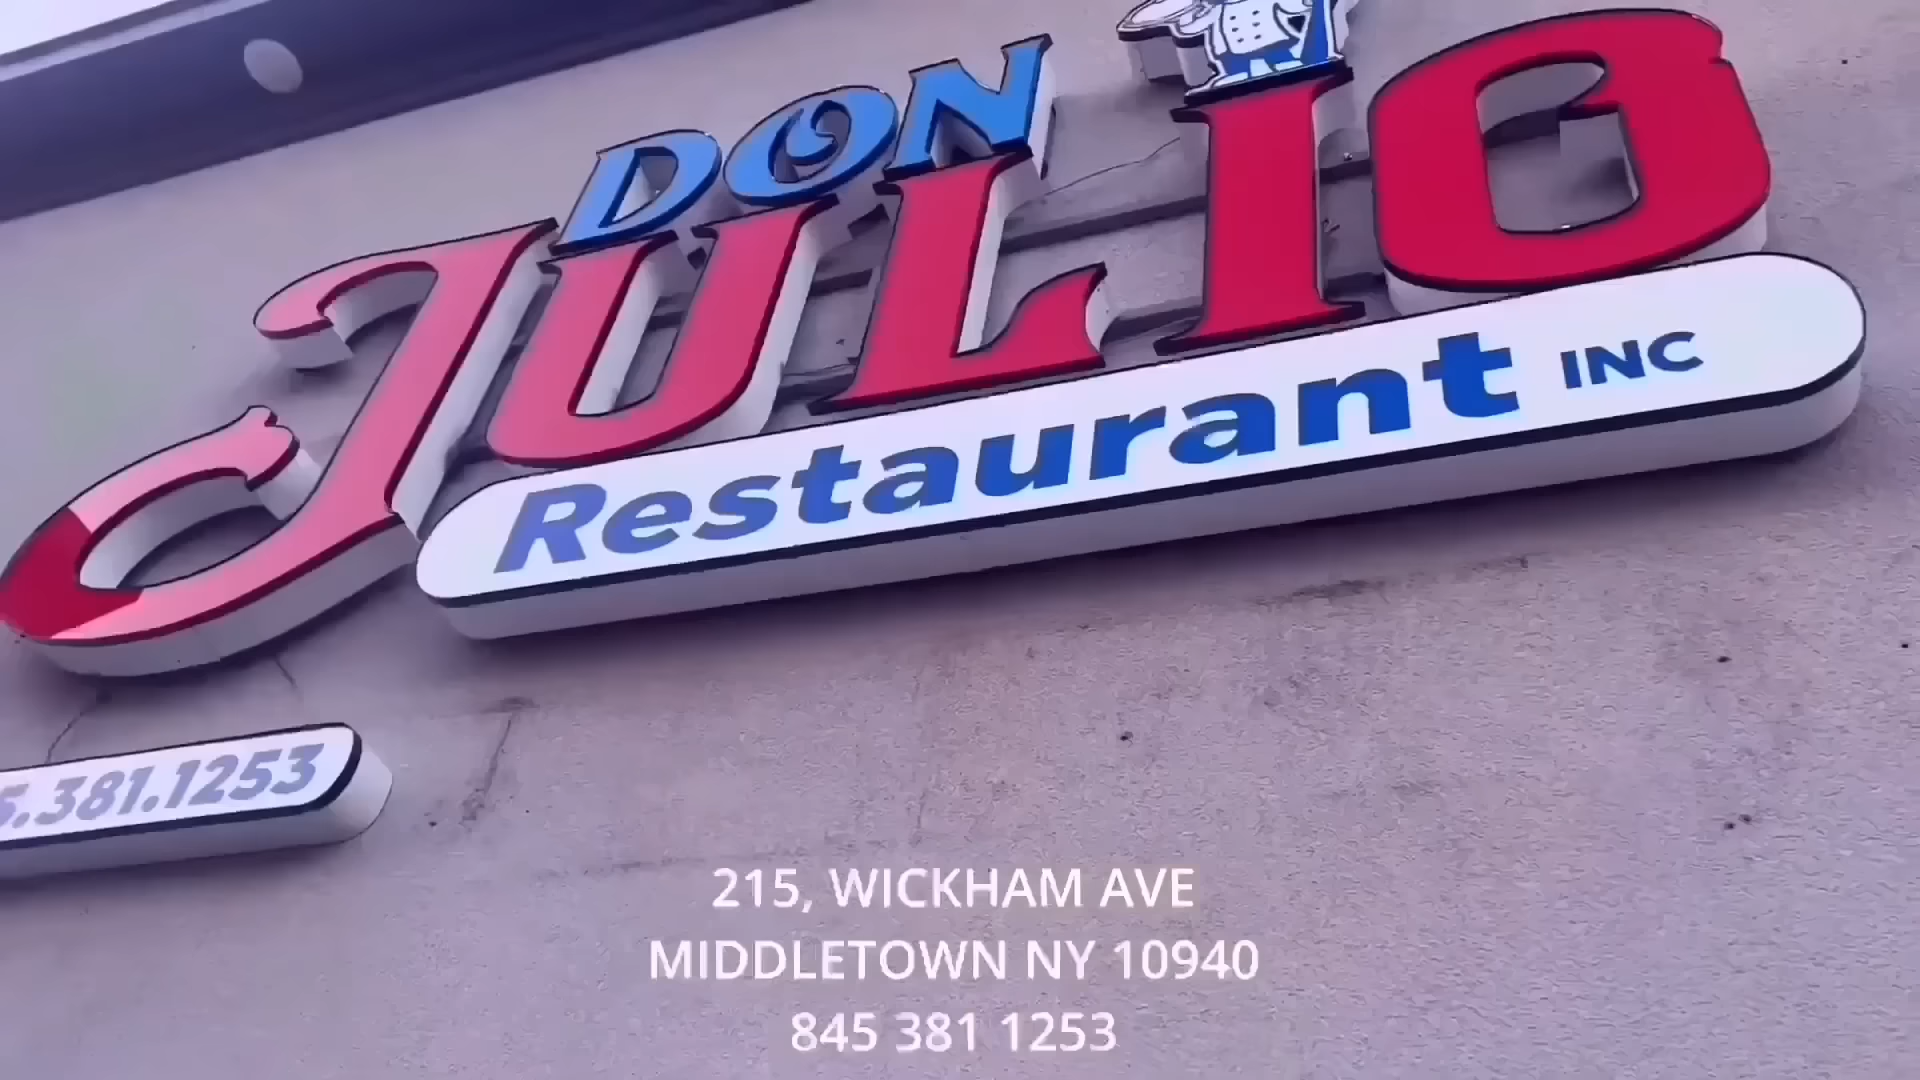 DON
JULIO
Restaurant INC
5.381.1253
215, WICKHAM AVE
MIDDLETOWN NY 10940
845 381 1253